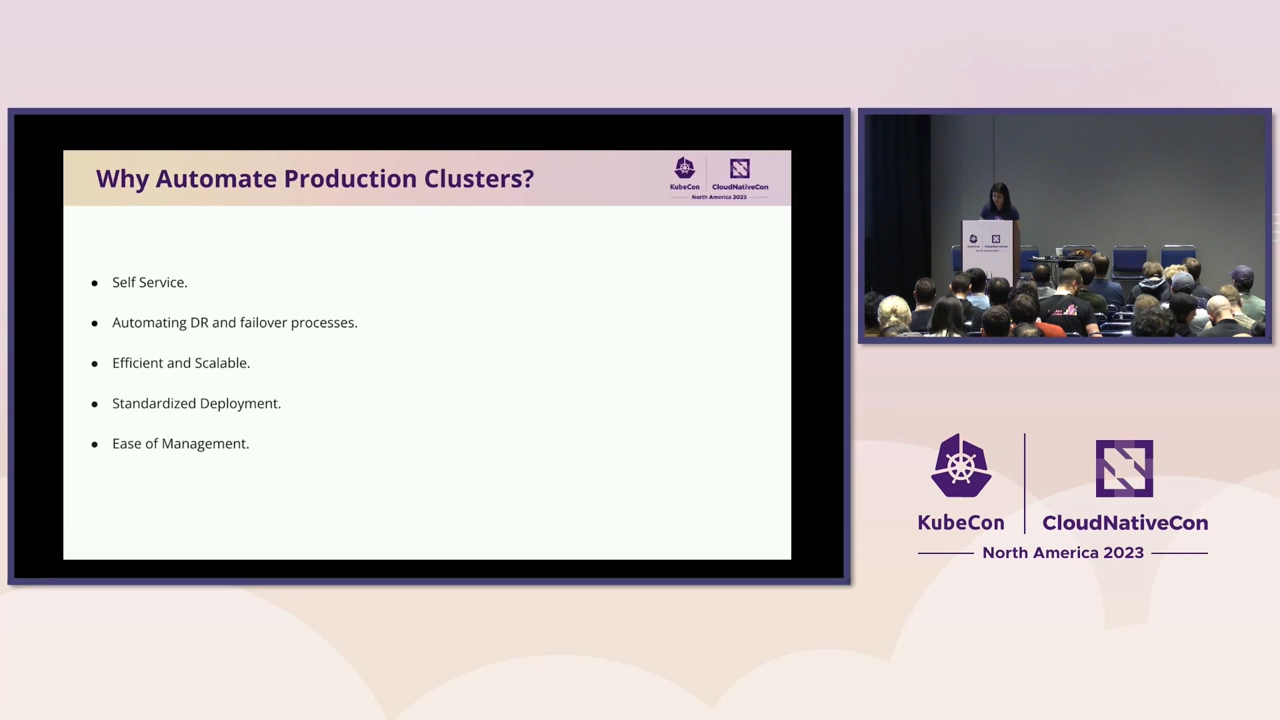 Why Automate Production Clusters?
KubeCon
CloudNativeCon
North America 2023
● Self Service.
● Automating DR and failover processes.
● Efficient and Scalable.
● Standardized Deployment.
● Ease of Management.
KubeCon
CloudNativeCon
North America 2023